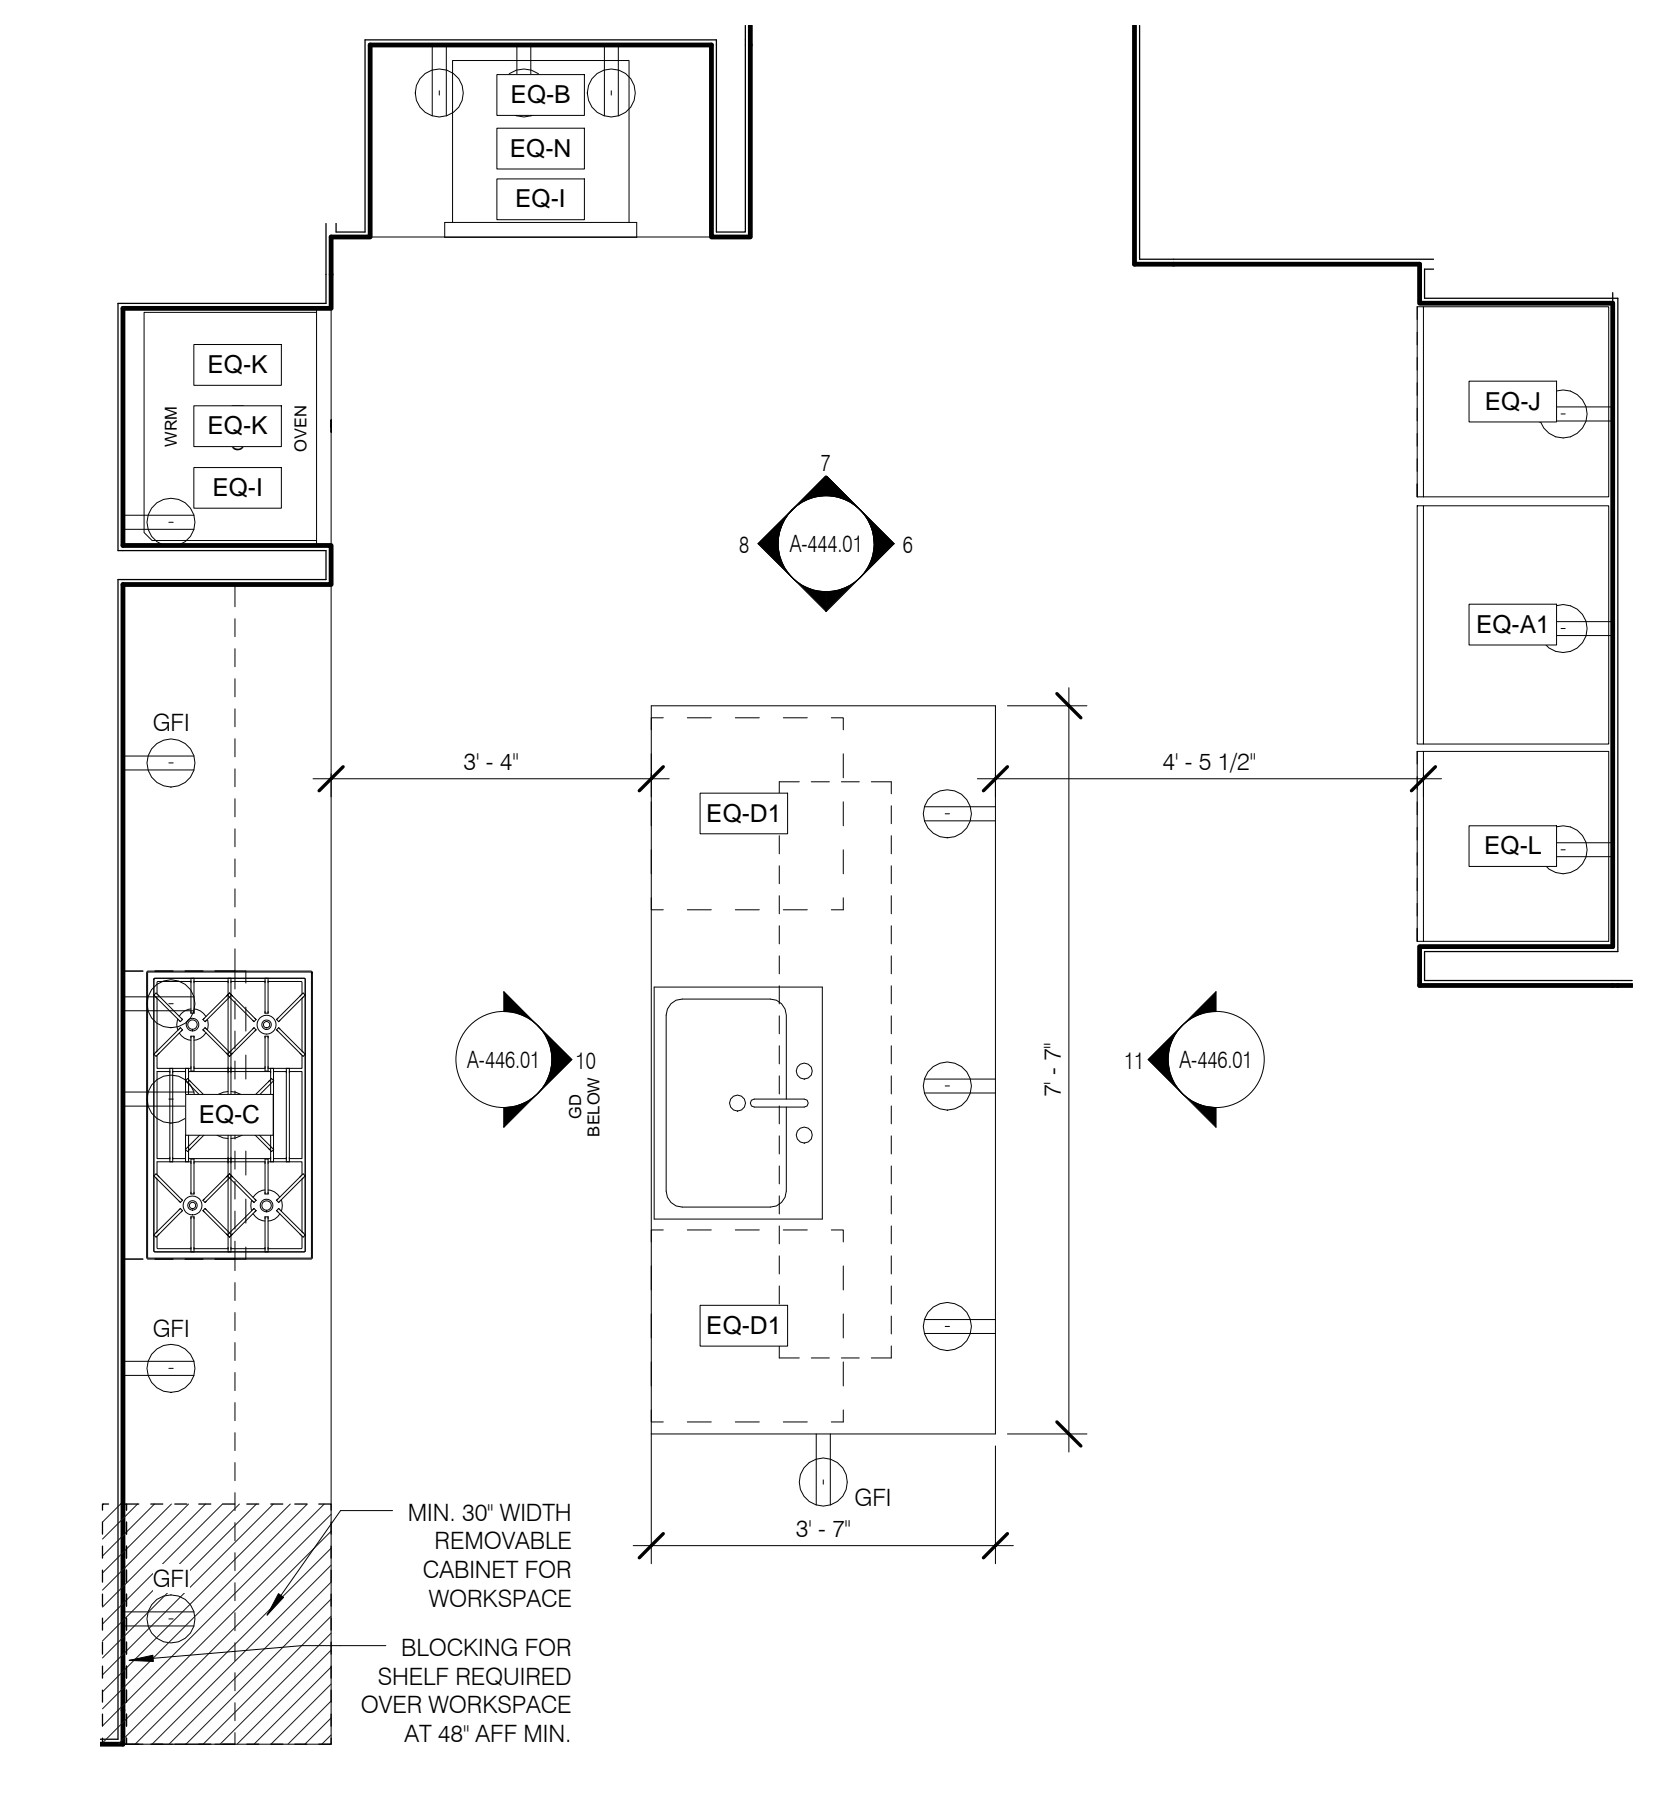 EQ-B
EQ-N
EQ-I
EQ-K
WRM
EQ-K
OVEN
EQ-I
EQ-J
7
8
A-444.01
6
EQ-A1
GFI
3' - 4"
4' - 5 1/2"
EQ-D1
EQ-L
A-446.01
10
GD
BELOW
7' - 7"
11
A-446.01
EQ-C
GFI
EQ-D1
GFI
3' - 7"
MIN. 30" WIDTH
REMOVABLE
CABINET FOR
WORKSPACE
GFI
BLOCKING FOR
SHELF REQUIRED
OVER WORKSPACE
AT 48" AFF MIN.